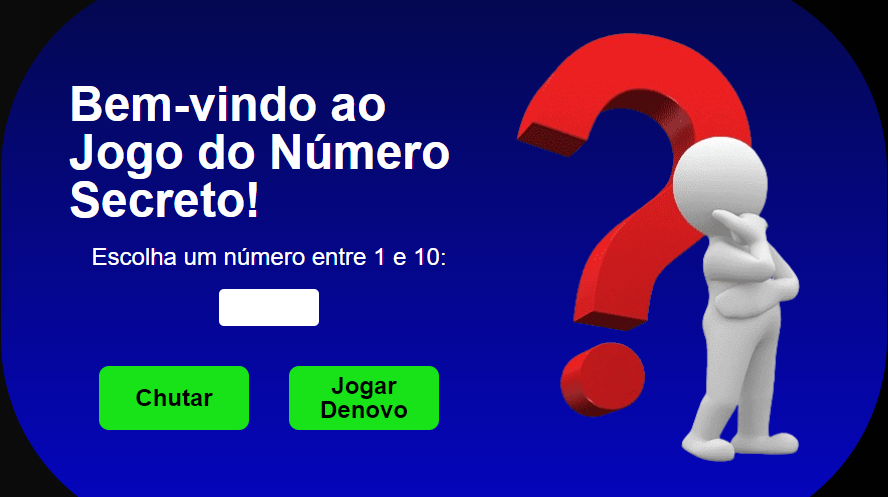 Bem-vindo ao
Jogo do Número
Secreto!
Escolha um número entre 1 e 10:
Chutar
Jogar
Denovo